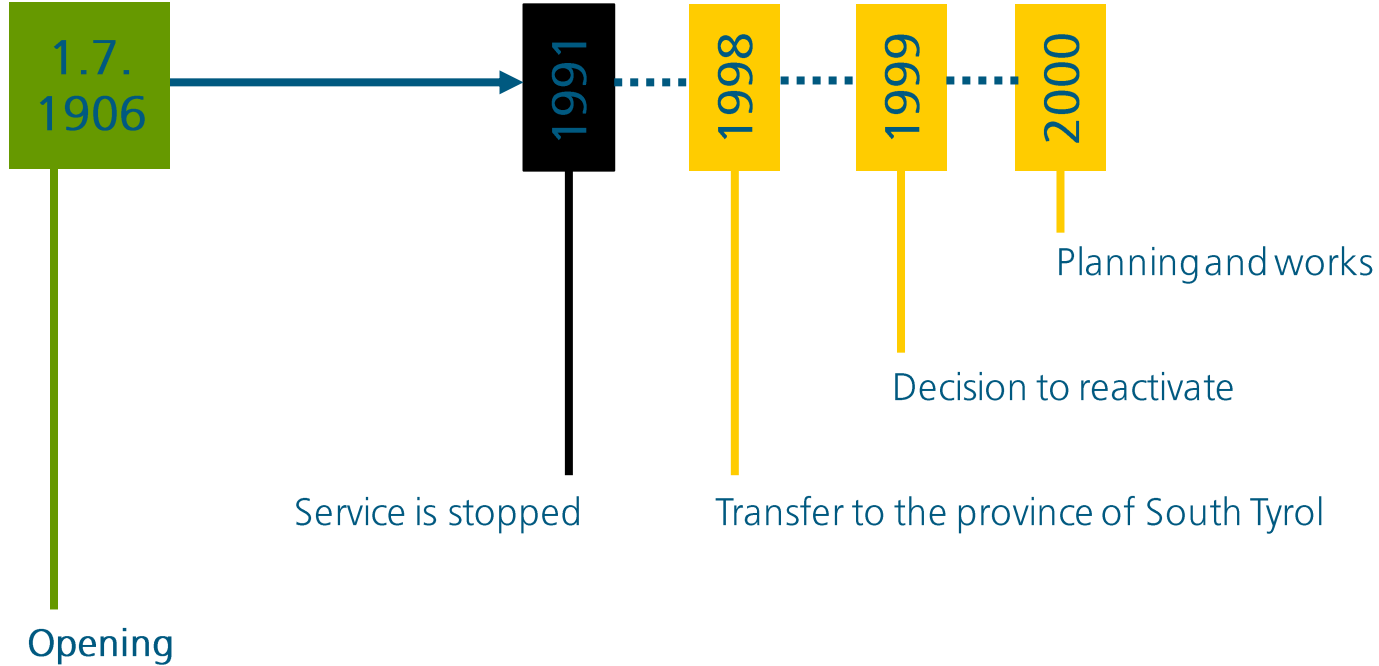 1.7.
1906
1991
1998
1999
2000
Planning and works
Decision to reactivate
Service is stopped
Transfer to the province of South Tyrol
Opening